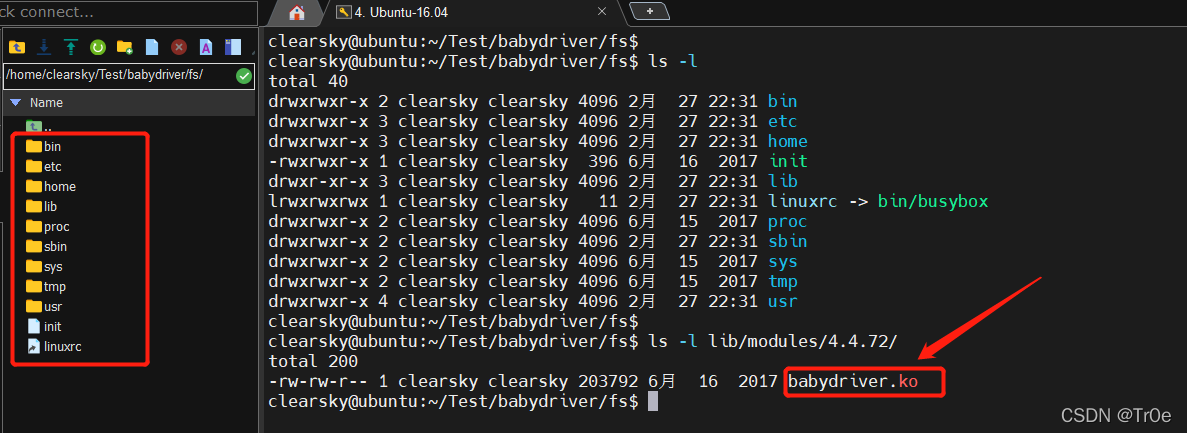 ck connect...
4. Ubuntu-16.04
/home/clearsky/Test/babydriver/fs/
Name
..
bin
etc
home
lib
proc
sbin
sys
tmp
usr
init
linuxrc
clearsky@ubuntu:~/Test/babydriver/fs$
clearsky@ubuntu:~/Test/babydriver/fs$ ls -l
total 40
drwxrwxr-x 2 clearsky clearsky 4096 2月  27 22:31 bin
drwxrwxr-x 3 clearsky clearsky 4096 2月  27 22:31 etc
drwxrwxr-x 3 clearsky clearsky 4096 2月  27 22:31 home
-rwxrwxr-x 1 clearsky clearsky  396 6月  16  2017 init
drwxr-xr-x 3 clearsky clearsky 4096 2月  27 22:31 lib
lrwxrwxrwx 1 clearsky clearsky   11 2月  27 22:31 linuxrc -> bin/busybox
drwxrwxr-x 2 clearsky clearsky 4096 6月  15  2017 proc
drwxrwxr-x 2 clearsky clearsky 4096 2月  27 22:31 sbin
drwxrwxr-x 2 clearsky clearsky 4096 6月  15  2017 sys
drwxrwxr-x 2 clearsky clearsky 4096 6月  15  2017 tmp
drwxrwxr-x 4 clearsky clearsky 4096 2月  27 22:31 usr
clearsky@ubuntu:~/Test/babydriver/fs$
clearsky@ubuntu:~/Test/babydriver/fs$ ls -l lib/modules/4.4.72/
total 200
-rw-rw-r-- 1 clearsky clearsky 203792 6月  16  2017 babydriver.ko
clearsky@ubuntu:~/Test/babydriver/fs$
CSDN @Tr0e